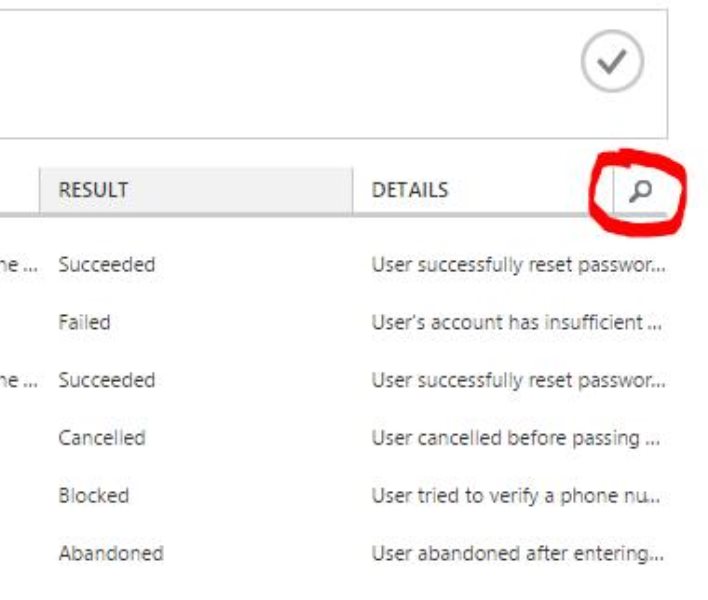 RESULT DETAILS
ne ... Succeeded User successfully reset passwor...
Failed User's account has insufficient ...
ne ... Succeeded User successfully reset passwor...
Cancelled User cancelled before passing ...
Blocked User tried to verify a phone nu...
Abandoned User abandoned after entering...